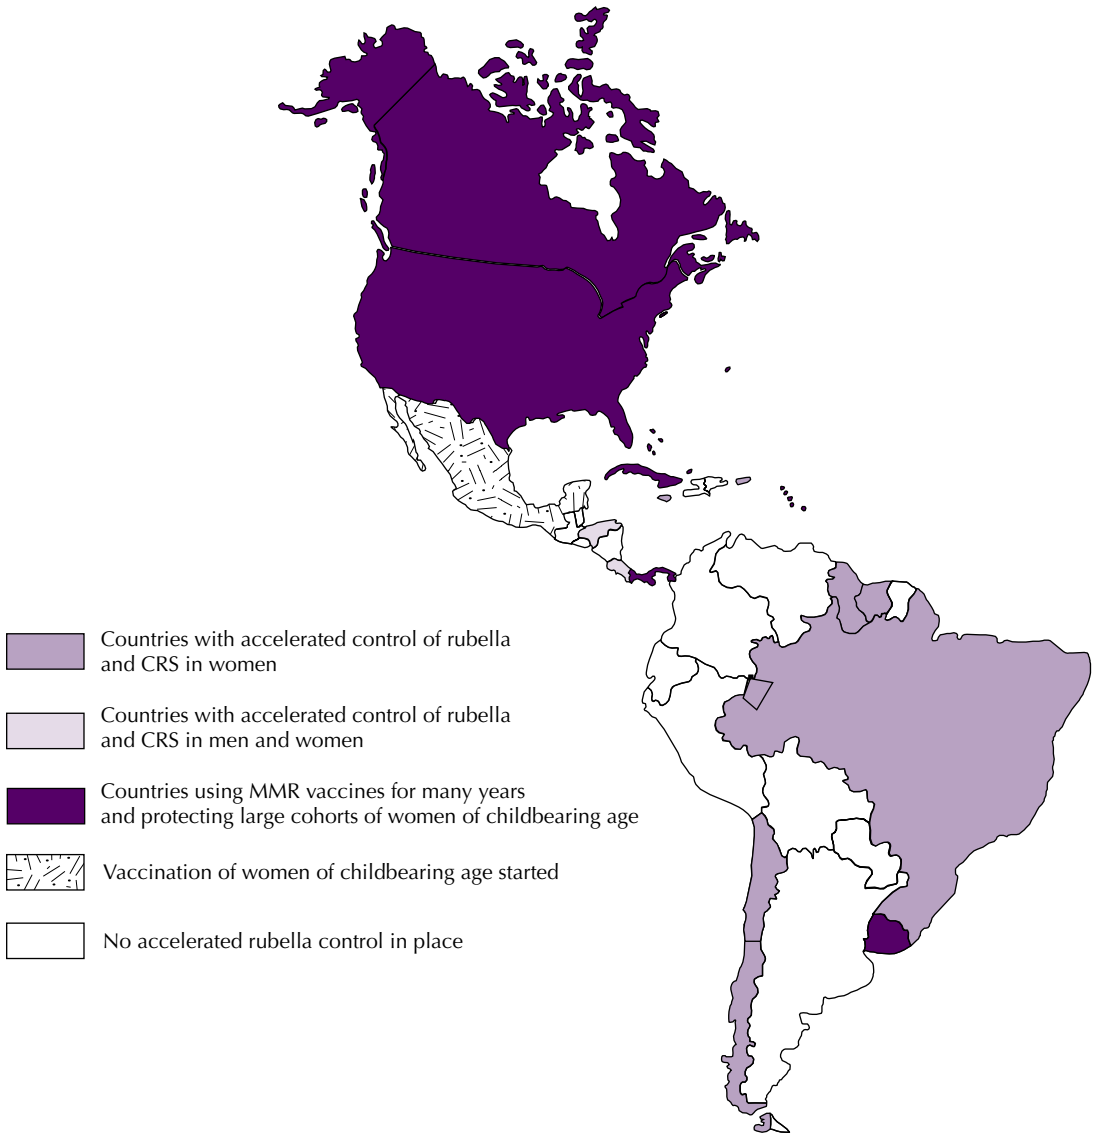 Countries with accelerated control of rubella
and CRS in women
Countries with accelerated control of rubella
and CRS in men and women
Countries using MMR vaccines for many years
and protecting large cohorts of women of childbearing age
Vaccination of women of childbearing age started
No accelerated rubella control in place